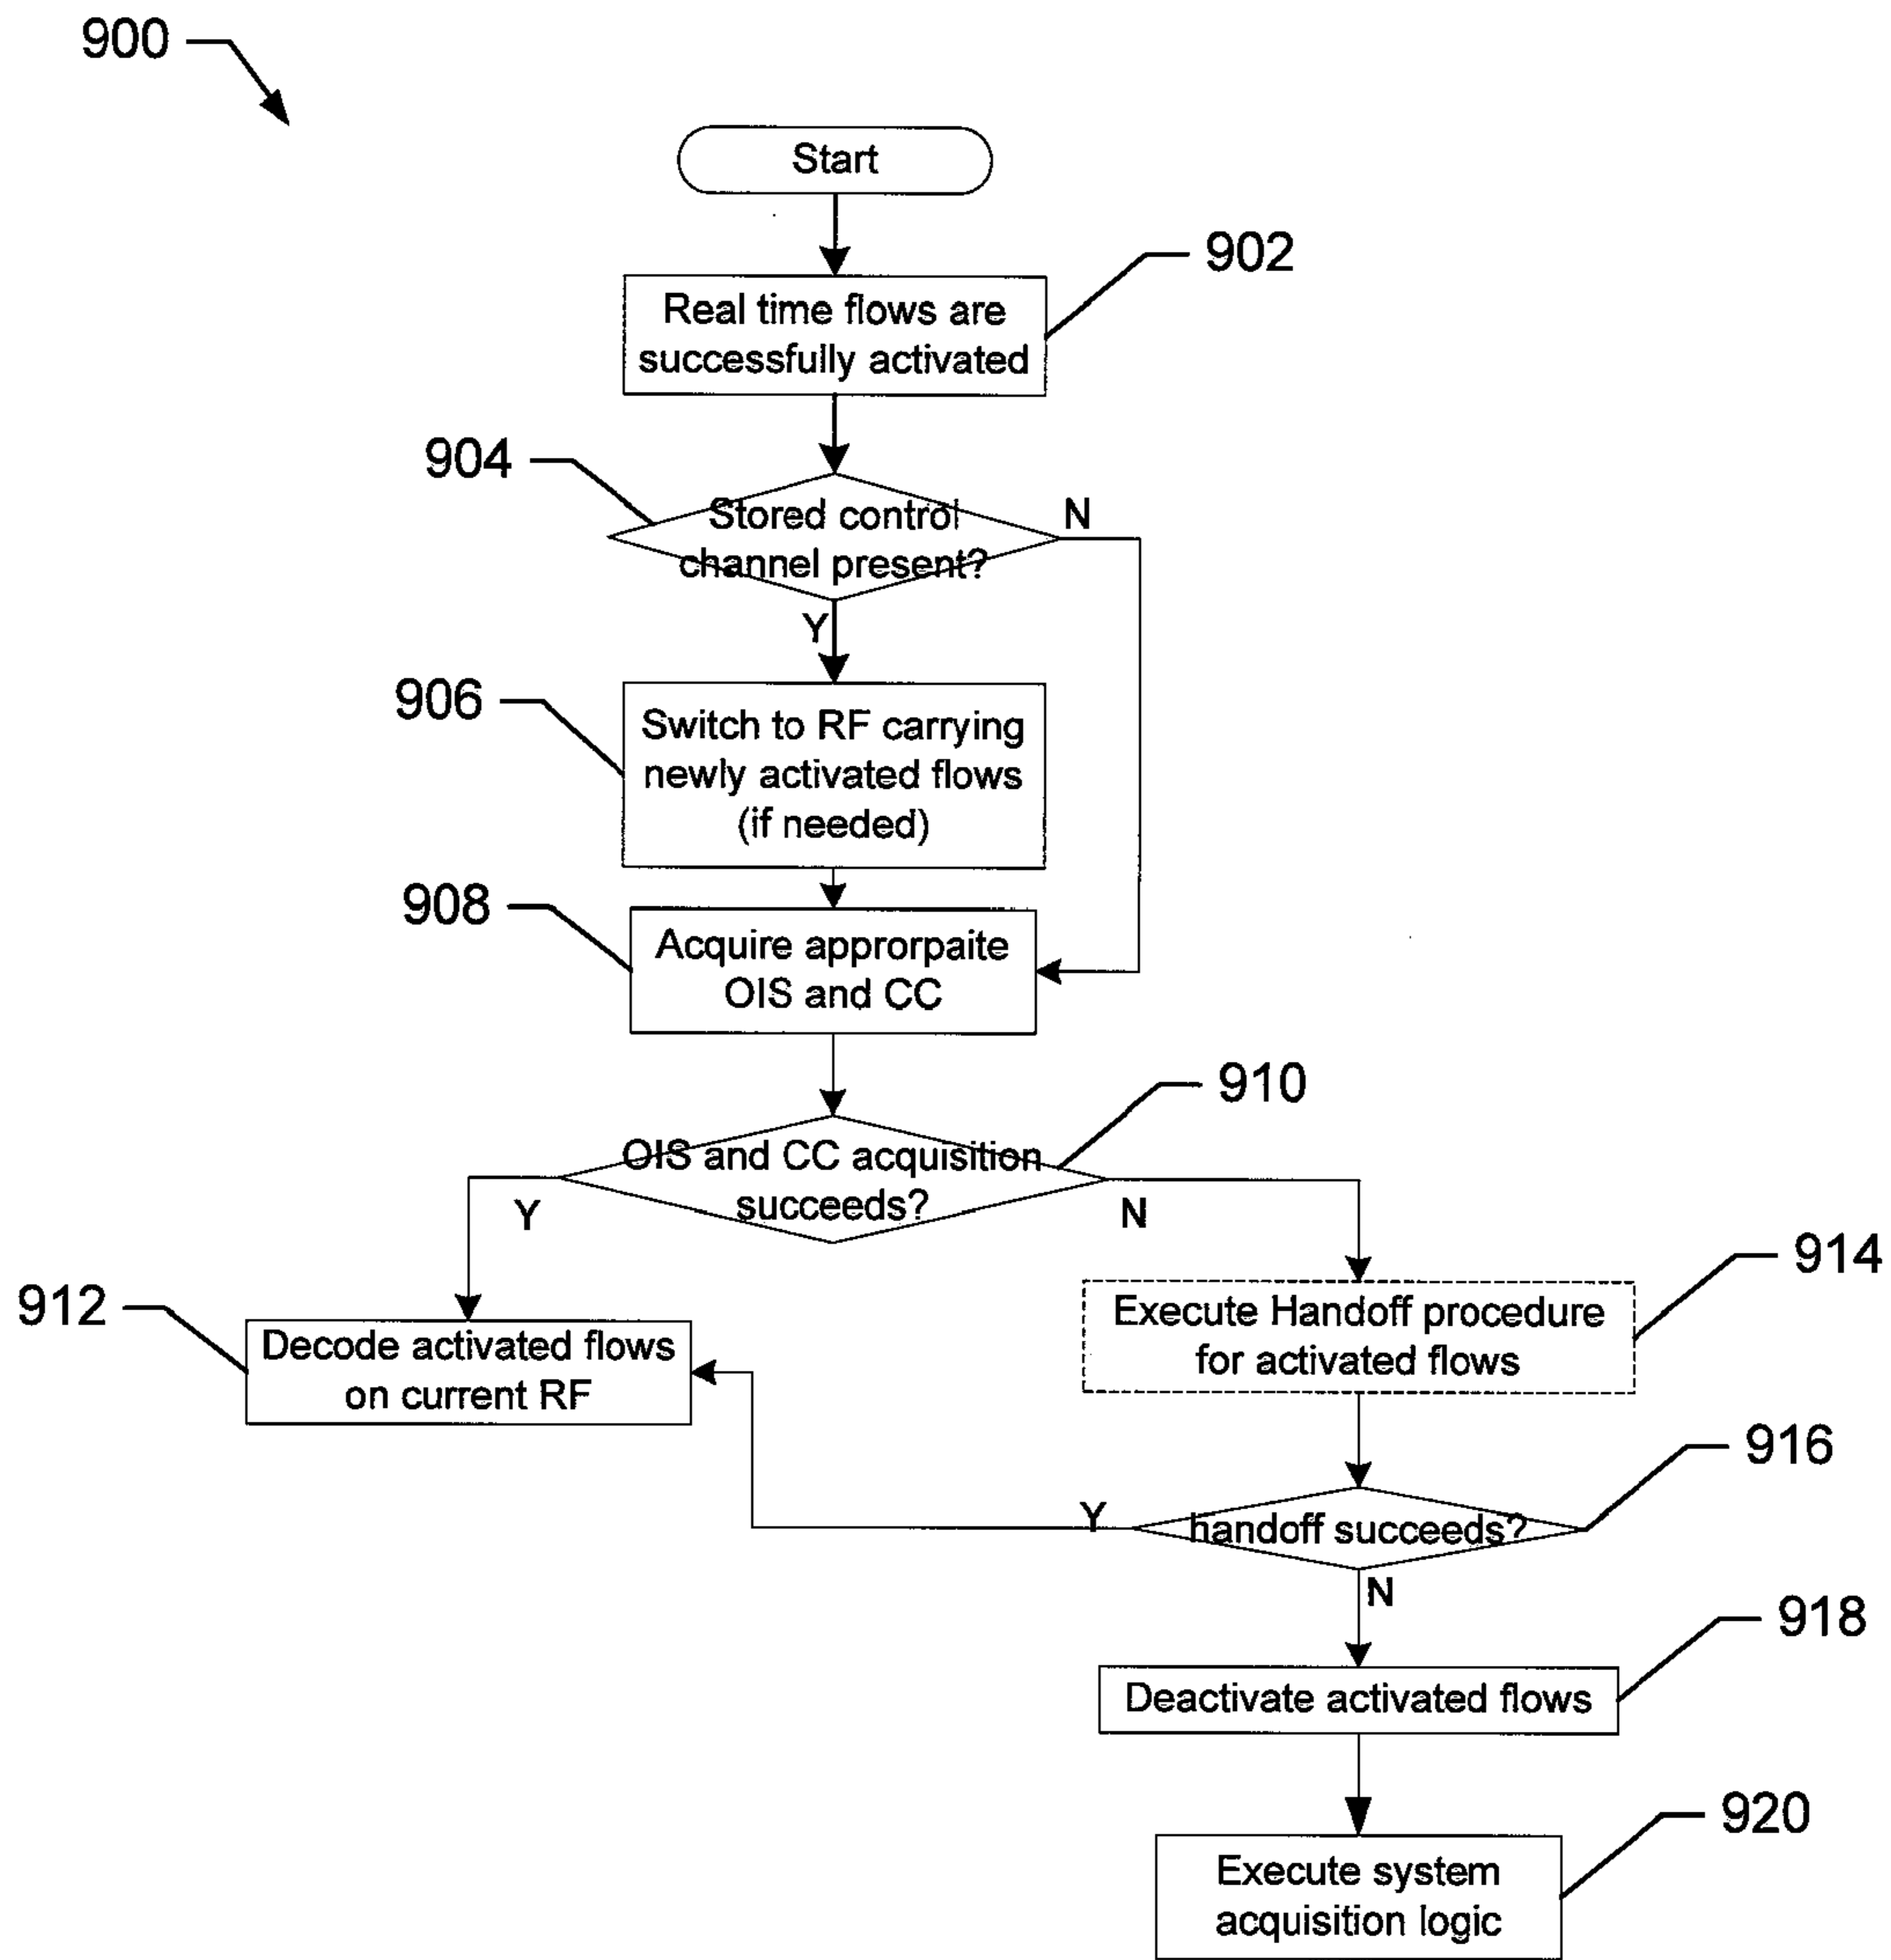 900
Start
902
Real time flows are
successfully activated
904
Stored control
channel present?
N
Y
906
Switch to RF carrying
newly activated flows
(if needed)
908
Acquire approrpaite
OIS and CC
910
OIS and CC acquisition
succeeds?
Y
N
912
Decode activated flows
on current RF
914
Execute Handoff procedure
for activated flows
916
handoff succeeds?
Y
N
918
Deactivate activated flows
920
Execute system
acquisition logic